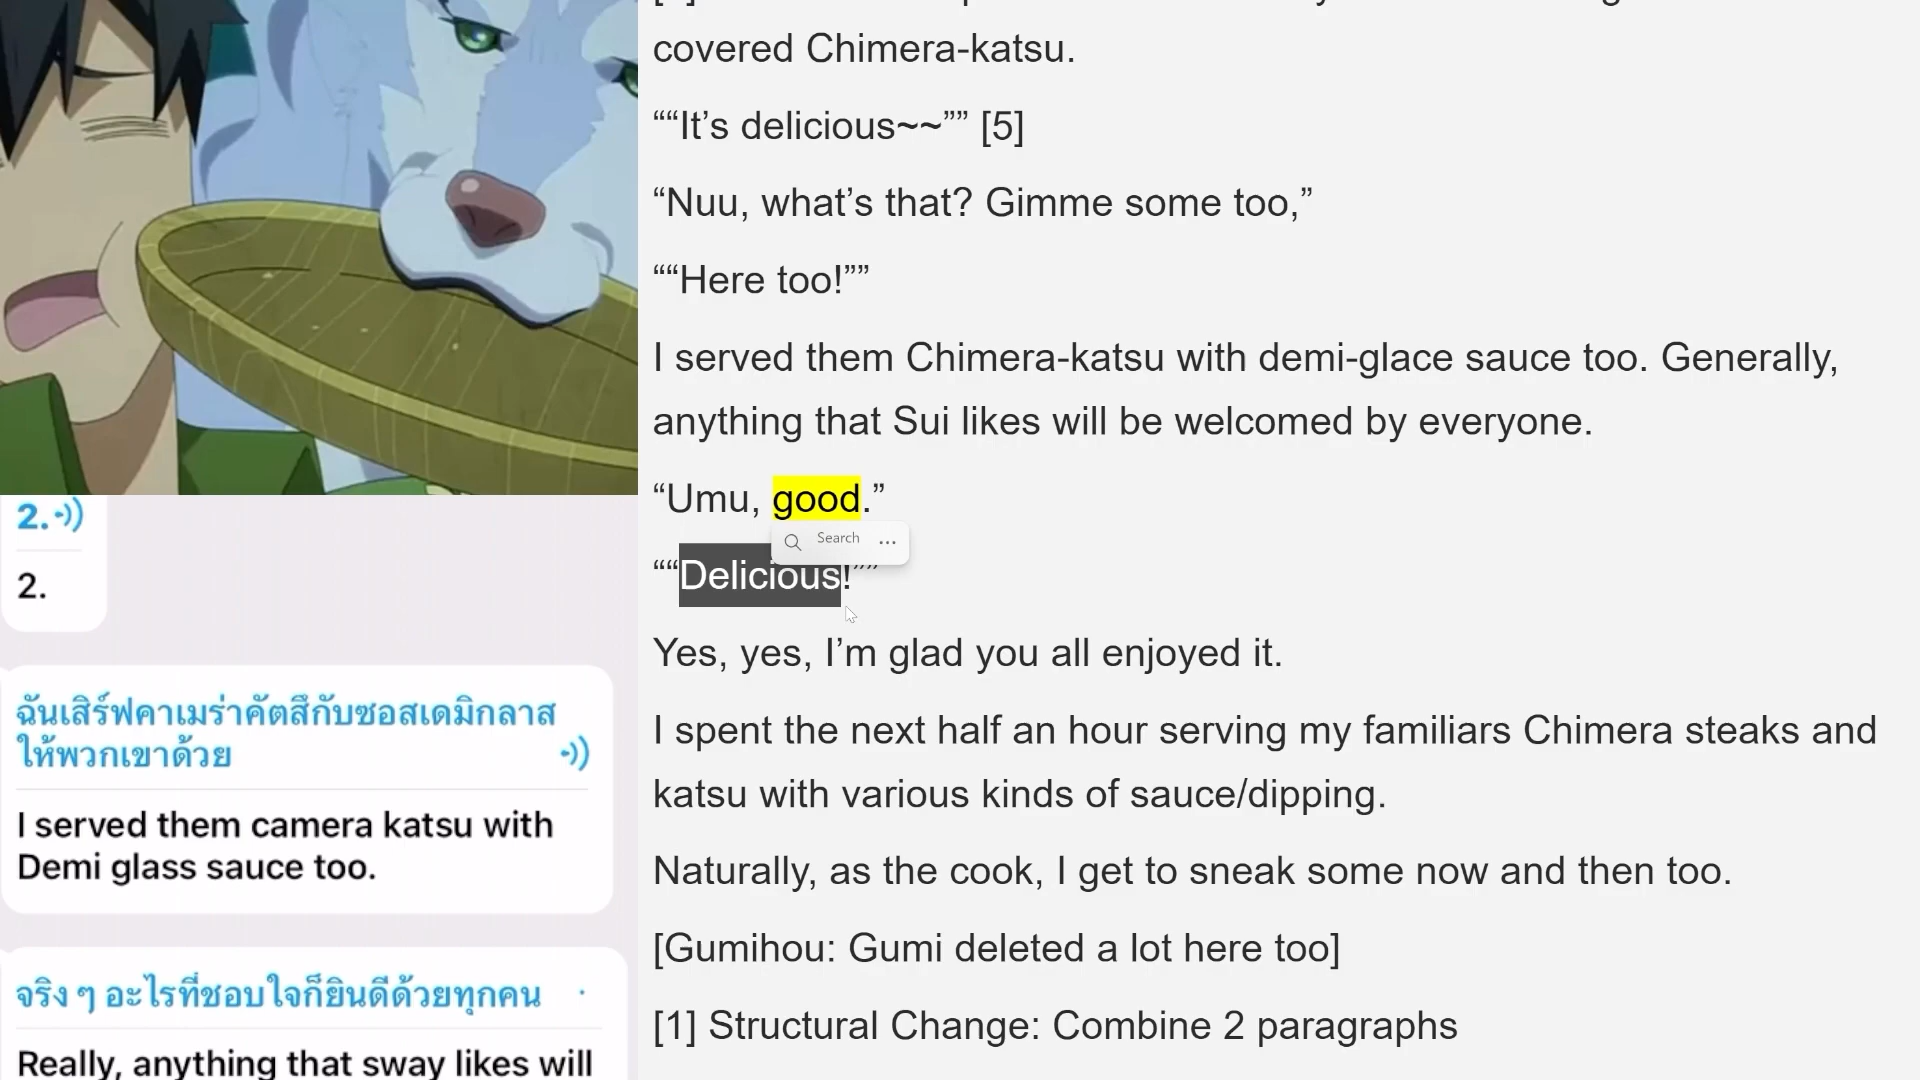 covered Chimera-katsu.
““It’s delicious~~”” [5]
“Nuu, what’s that? Gimme some too,”
““Here too!””
I served them Chimera-katsu with demi-glace sauce too. Generally,
anything that Sui likes will be welcomed by everyone.
“Umu, good.”
Search
““Delicious!””
Yes, yes, I’m glad you all enjoyed it.
I spent the next half an hour serving my familiars Chimera steaks and
katsu with various kinds of sauce/dipping.
Naturally, as the cook, I get to sneak some now and then too.
[Gumihou: Gumi deleted a lot here too]
[1] Structural Change: Combine 2 paragraphs
2.
2.
ฉันเสิร์ฟคาเมร่าคัตสึกับซอสเดมิกลาส
ให้พวกเขาด้วย
I served them camera katsu with
Demi glass sauce too.
จริง ๆ อะไรที่ชอบใจก็ยินดีด้วยทุกคน
Really, anything that sway likes will